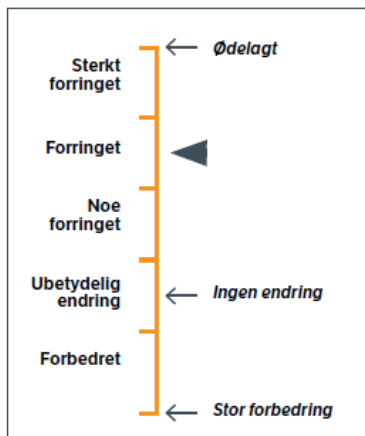 Ødelagt
Sterkt
forringet
Forringet
Noe
forringet
Ubetydelig
endring
Ingen endring
Forbedret
Stor forbedring